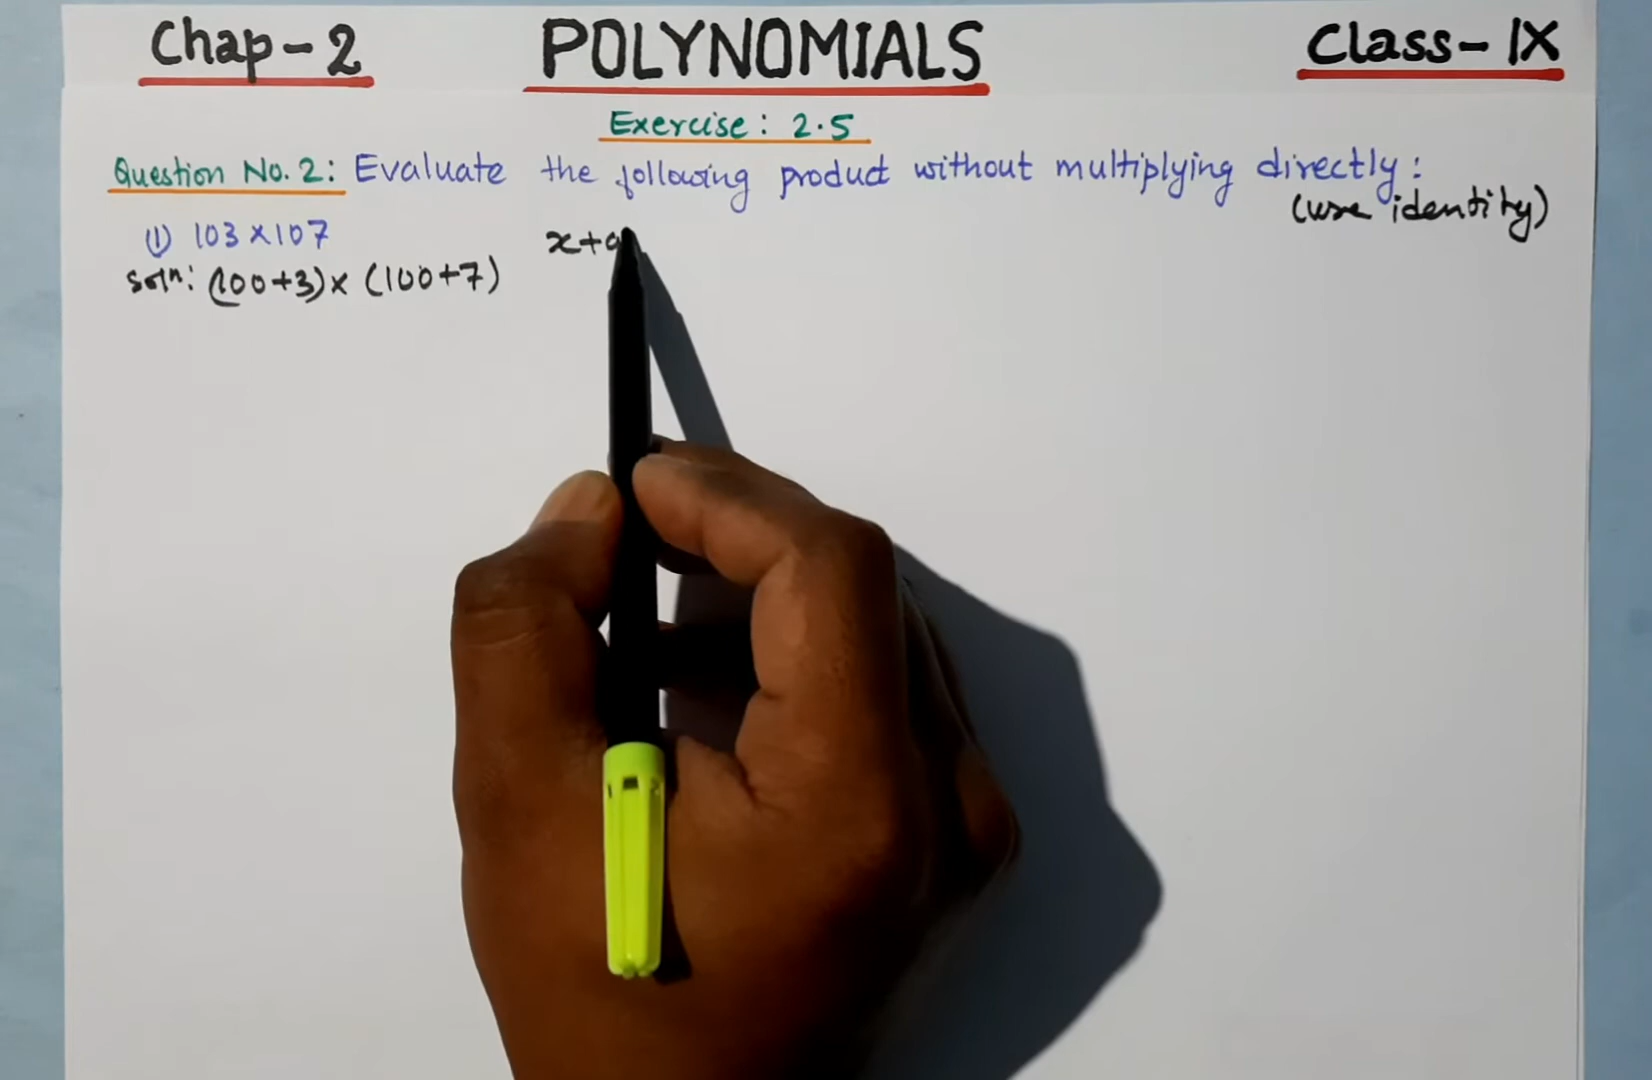 Chap-2 POLYNOMIALS Class-IX
Exercise: 2.5
Question No. 2: Evaluate the following product without multiplying directly:
(use identity)
(i) 103×107 x+a
Solⁿ: (100+3)× (100+7)